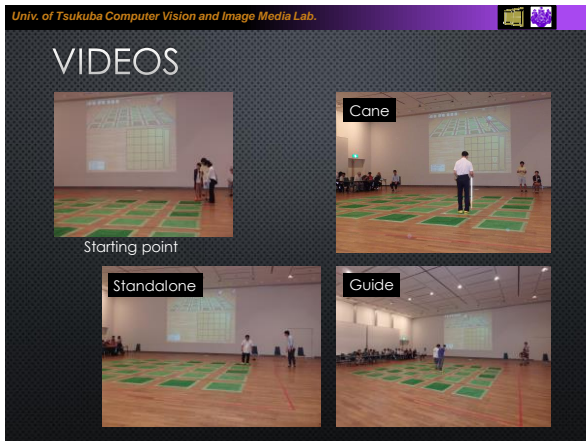 Univ. of Tsukuba Computer Vision and Image Media Lab.
VIDEOS
Cane
Starting point
Standalone
Guide